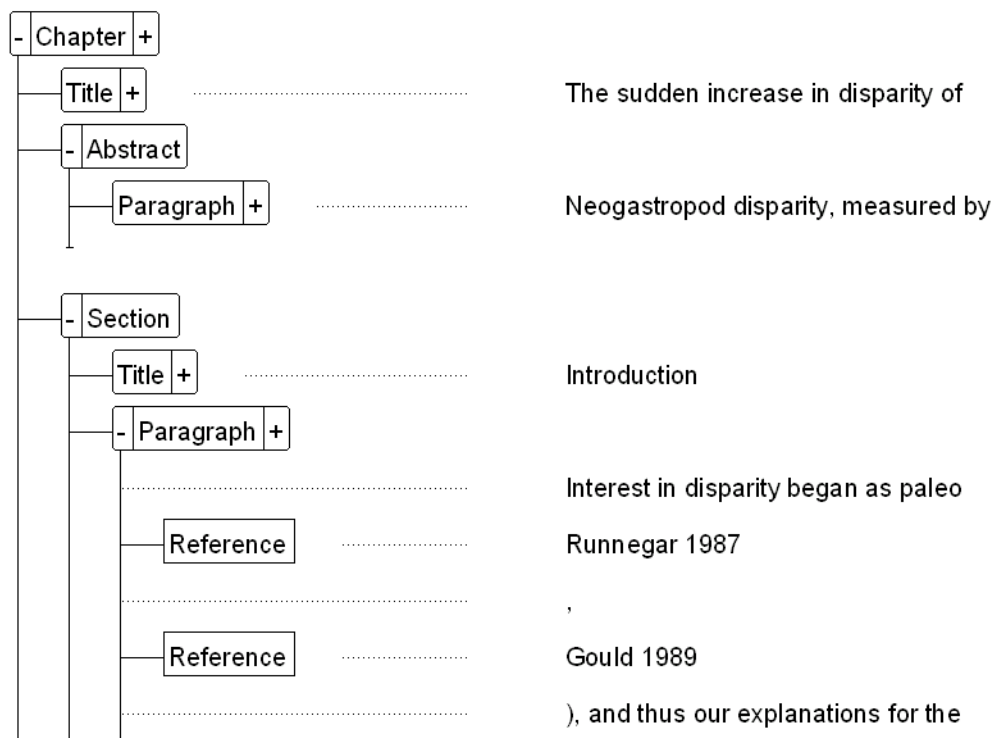 - Chapter +
Title + The sudden increase in disparity of
- Abstract
Paragraph + Neogastropod disparity, measured by
- Section
Title + Introduction
- Paragraph +
Interest in disparity began as paleo
Reference Runnegar 1987
,
Reference Gould 1989
), and thus our explanations for the